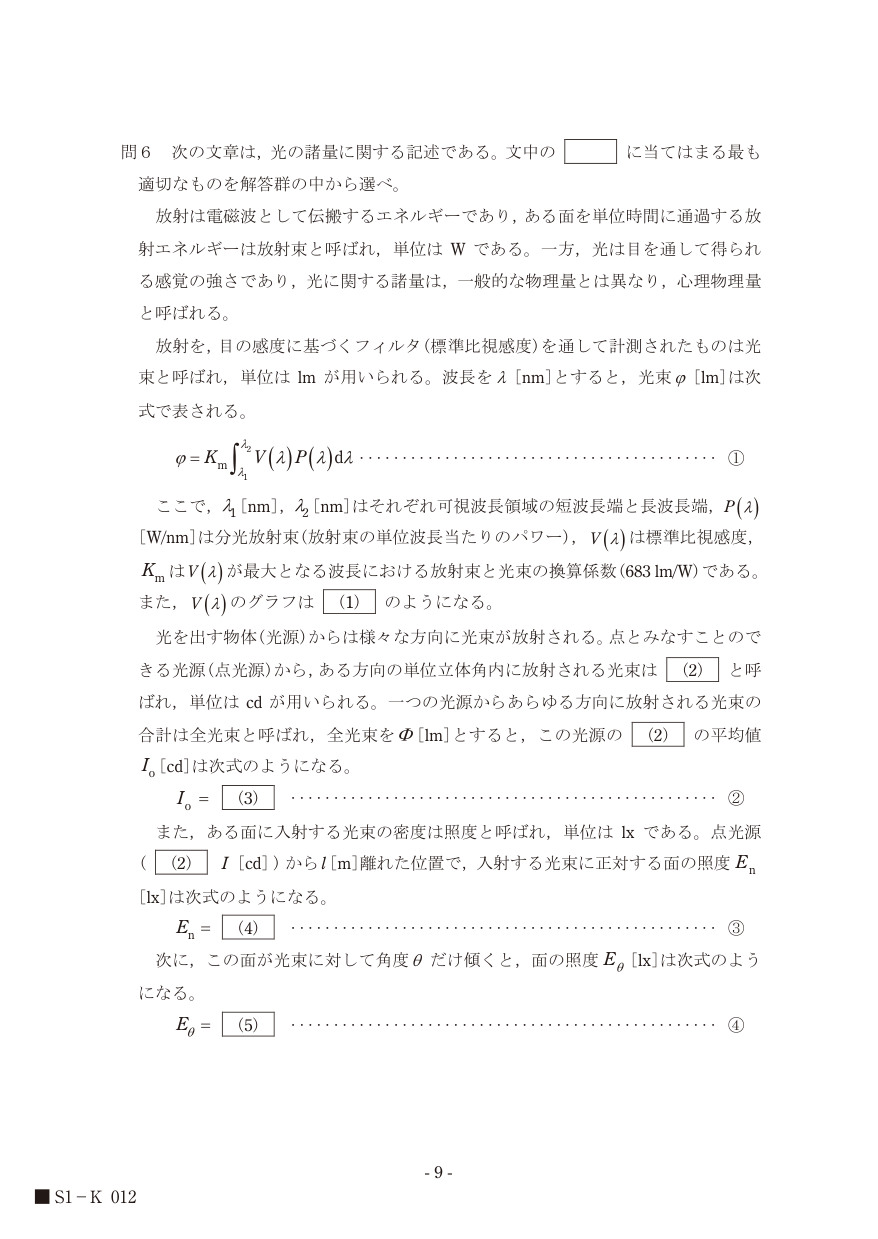 問6 次の文章は，光の諸量に関する記述である。文中の に当てはまる最も
適切なものを解答群の中から選べ。
放射は電磁波として伝搬するエネルギーであり，ある面を単位時間に通過する放
射エネルギーは放射束と呼ばれ，単位は W である。一方，光は目を通して得られ
る感覚の強さであり，光に関する諸量は，一般的な物理量とは異なり，心理物理量
と呼ばれる。
放射を，目の感度に基づくフィルタ(標準比視感度)を通して計測されたものは光
束と呼ばれ，単位は lm が用いられる。波長をλ [nm]とすると，光束φ [lm]は次
式で表される。
φ = K_m ∫_{λ₁}^{λ₂} V(λ)P(λ)dλ ·········································· ①
ここで，λ₁[nm]，λ₂[nm]はそれぞれ可視波長領域の短波長端と長波長端，P(λ)
[W/nm]は分光放射束(放射束の単位波長当たりのパワー)，V(λ)は標準比視感度，
K_m はV(λ)が最大となる波長における放射束と光束の換算係数(683 lm/W)である。
また，V(λ)のグラフは (1) のようになる。
光を出す物体(光源)からは様々な方向に光束が放射される。点とみなすことので
きる光源(点光源)から，ある方向の単位立体角内に放射される光束は (2) と呼
ばれ，単位は cd が用いられる。一つの光源からあらゆる方向に放射される光束の
合計は全光束と呼ばれ，全光束をΦ[lm]とすると，この光源の (2) の平均値
I_o[cd]は次式のようになる。
I_o = (3) ·················································· ②
また，ある面に入射する光束の密度は照度と呼ばれ，単位は lx である。点光源
( (2) I [cd] )からl[m]離れた位置で，入射する光束に正対する面の照度 E_n
[lx]は次式のようになる。
E_n = (4) ·················································· ③
次に，この面が光束に対して角度θ だけ傾くと，面の照度 E_θ [lx]は次式のよう
になる。
E_θ = (5) ·················································· ④
- 9 -
■ S1－K 012